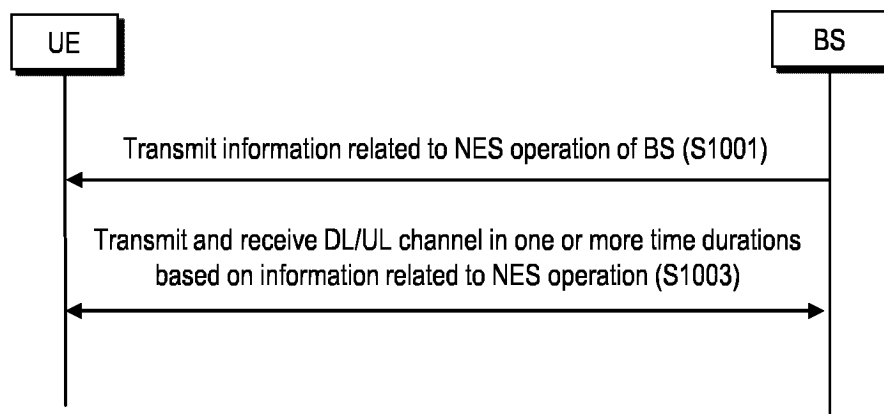 UE
BS
Transmit information related to NES operation of BS (S1001)
Transmit and receive DL/UL channel in one or more time durations
based on information related to NES operation (S1003)